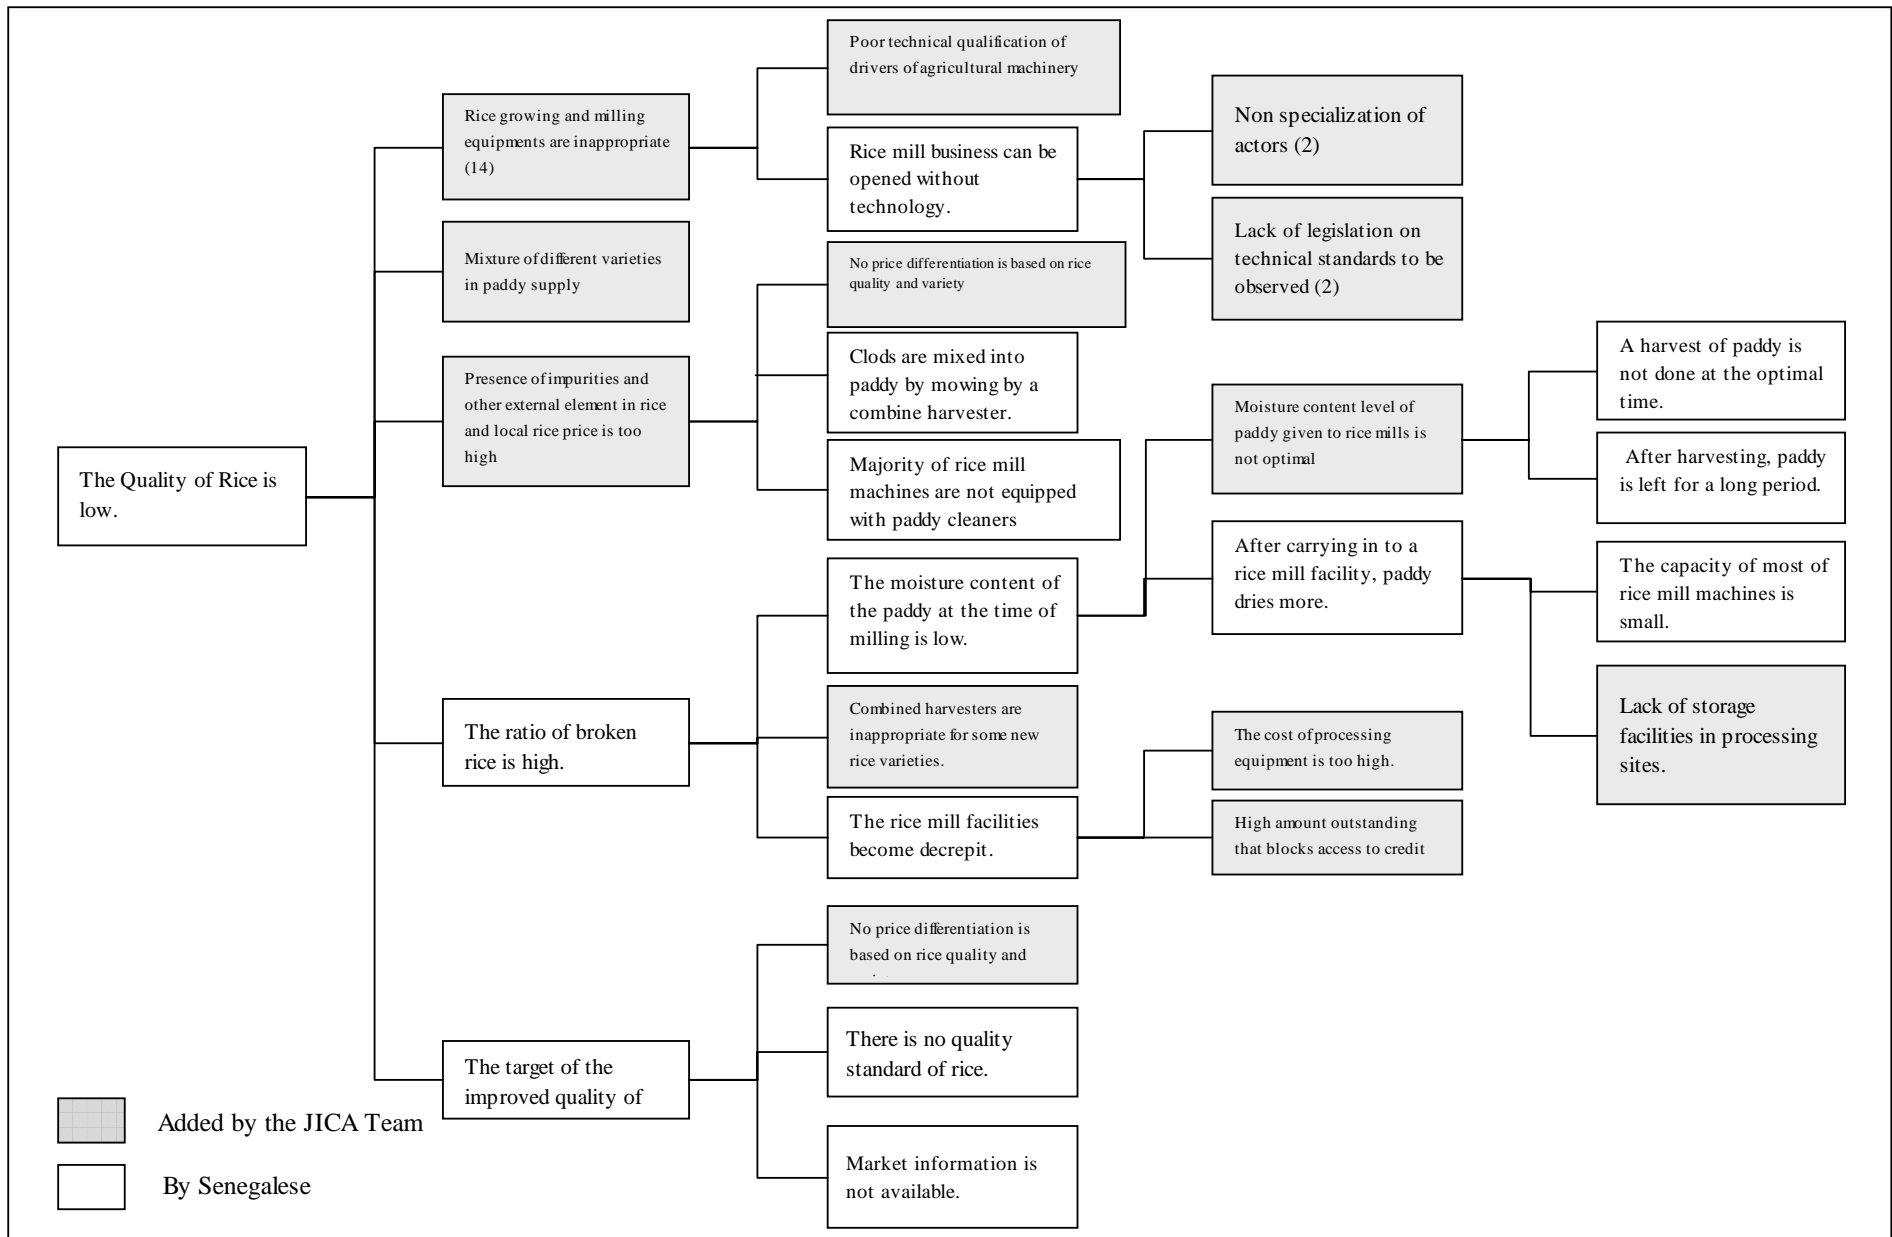 Poor technical qualification of
drivers of agricultural machinery
Rice growing and milling
equipments are inappropriate
(14)
Non specialization of
actors (2)
Rice mill business can be
opened without
technology.
Lack of legislation on
technical standards to be
observed (2)
Mixture of different varieties
in paddy supply
No price differentiation is based on rice
quality and variety
Clods are mixed into
paddy by mowing by a
combine harvester.
A harvest of paddy is
not done at the optimal
time.
Presence of impurities and
other external element in rice
and local rice price is too
high
Moisture content level of
paddy given to rice mills is
not optimal
Majority of rice mill
machines are not equipped
with paddy cleaners
After harvesting, paddy
is left for a long period.
The Quality of Rice is
low.
After carrying in to a
rice mill facility, paddy
dries more.
The capacity of most of
rice mill machines is
small.
The moisture content of
the paddy at the time of
milling is low.
Lack of storage
facilities in processing
sites.
The ratio of broken
rice is high.
Combined harvesters are
inappropriate for some new
rice varieties.
The cost of processing
equipment is too high.
The rice mill facilities
become decrepit.
High amount outstanding
that blocks access to credit
No price differentiation is
based on rice quality and
There is no quality
standard of rice.
The target of the
improved quality of
Market information is
not available.
Added by the JICA Team
By Senegalese